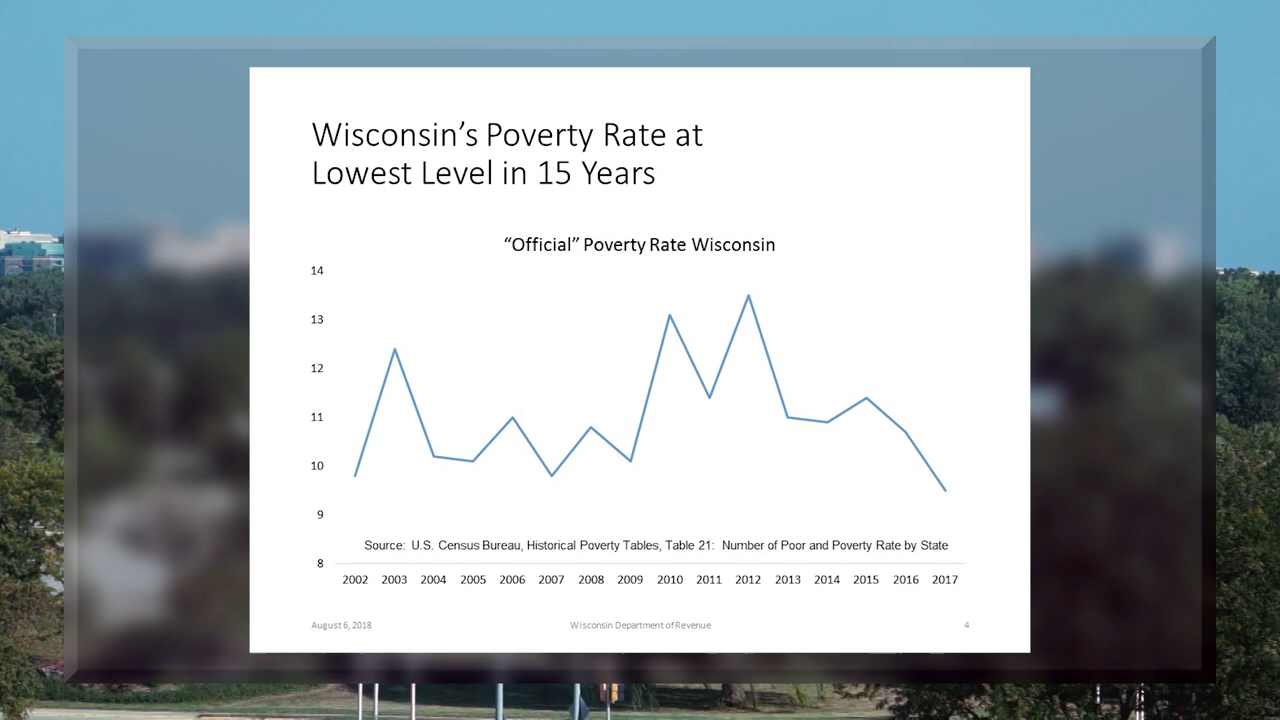 Wisconsin’s Poverty Rate at
Lowest Level in 15 Years
“Official” Poverty Rate Wisconsin
14
13
12
11
10
9
8
Source: U.S. Census Bureau, Historical Poverty Tables, Table 21: Number of Poor and Poverty Rate by State
2002 2003 2004 2005 2006 2007 2008 2009 2010 2011 2012 2013 2014 2015 2016 2017
August 6, 2018 Wisconsin Department of Revenue 4